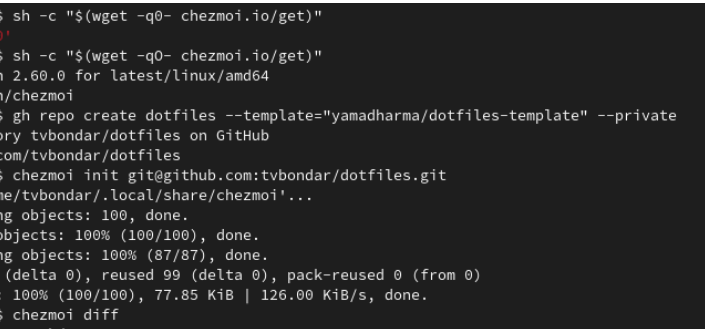 $ sh -c "$(wget -q0- chezmoi.io/get)"
)'
$ sh -c "$(wget -qO- chezmoi.io/get)"
n 2.60.0 for latest/linux/amd64
n/chezmoi
$ gh repo create dotfiles --template="yamadharma/dotfiles-template" --private
ory tvbondar/dotfiles on GitHub
com/tvbondar/dotfiles
$ chezmoi init git@github.com:tvbondar/dotfiles.git
me/tvbondar/.local/share/chezmoi'...
ng objects: 100, done.
objects: 100% (100/100), done.
ng objects: 100% (87/87), done.
(delta 0), reused 99 (delta 0), pack-reused 0 (from 0)
: 100% (100/100), 77.85 KiB | 126.00 KiB/s, done.
$ chezmoi diff